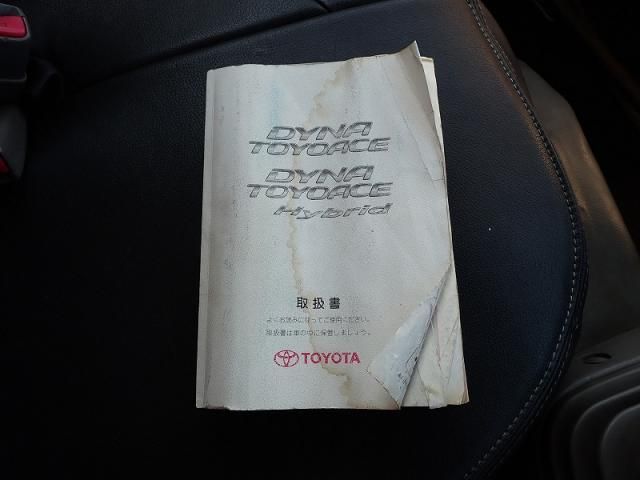 DYNA
TOYOACE
DYNA
TOYOACE
Hybrid
取扱書
よくお読みになってご使用ください。
取扱書は車の中に保管しましょう。
TOYOTA